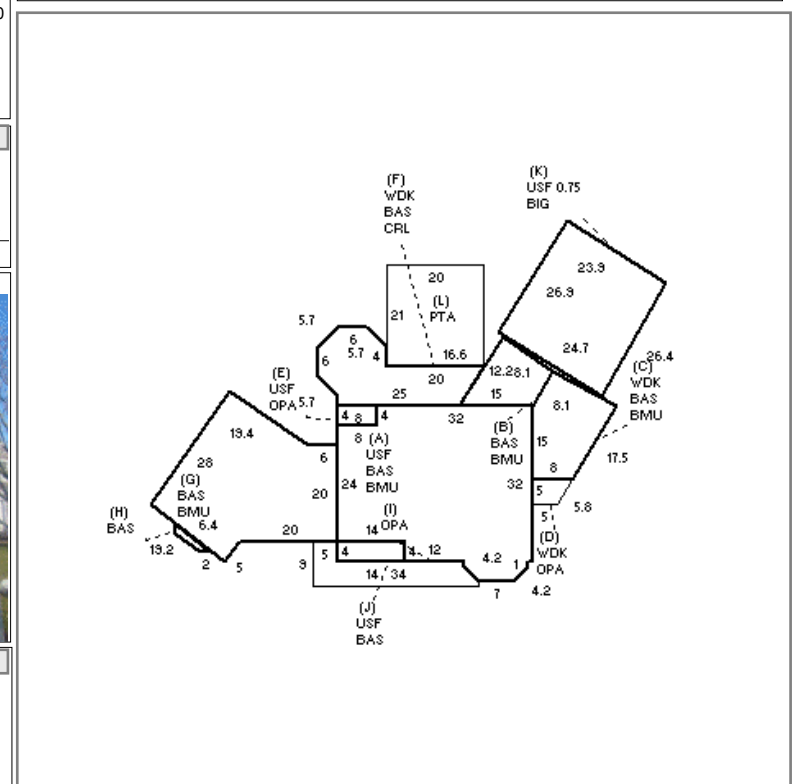 (K)
USF 0.75
BIG
(F)
WDK
BAS
CRL
23.9
20
26.9
(L)
PTA
21
5.7
6
5.7
4
16.6
24.7
26.4
6
(E)
USF
OPA
5.7
20
12.2
8.1
(C)
WDK
BAS
BMU
25
15
8.1
4
8
4
32
(B)
BAS
BMU
19.4
8
(A)
USF
BAS
BMU
15
17.5
6
28
(G)
BAS
BMU
24
32
8
5
20
(I)
OPA
5.8
5
(H)
BAS
6.4
19.2
20
14
(D)
WDK
OPA
2
5
9
5
4
4
12
4.2
1
14
34
7
4.2
(J)
USF
BAS